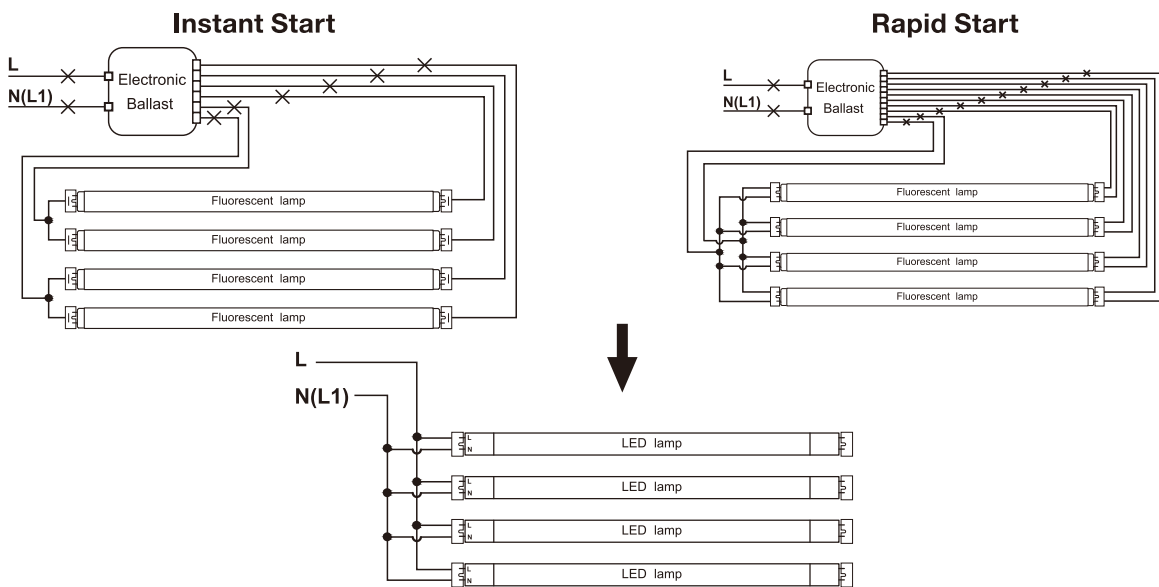 Instant Start
L
N(L1)
Electronic
Ballast
Fluorescent lamp
Fluorescent lamp
Fluorescent lamp
Fluorescent lamp
Rapid Start
L
N(L1)
Electronic
Ballast
Fluorescent lamp
Fluorescent lamp
Fluorescent lamp
Fluorescent lamp
L
N(L1)
L
N
LED lamp
L
N
LED lamp
L
N
LED lamp
L
N
LED lamp